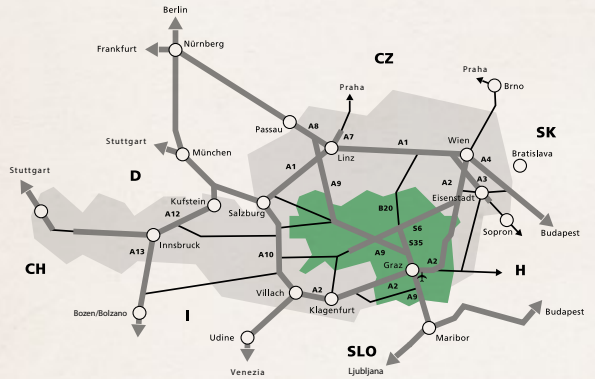 Berlin
Frankfurt
Nürnberg
CZ
Praha
Praha
Brno
Passau
A8
A7
Linz
A1
Wien
SK
Stuttgart
München
D
A1
A4
Bratislava
Stuttgart
A9
A2
A3
Kufstein
Salzburg
B20
Eisenstadt
A12
S6
Sopron
Budapest
Innsbruck
S35
A13
A10
A9
Graz
A2
H
CH
Villach
A2
A2
A9
Bozen/Bolzano
I
Klagenfurt
Budapest
Udine
SLO
Maribor
Venezia
Ljubljana